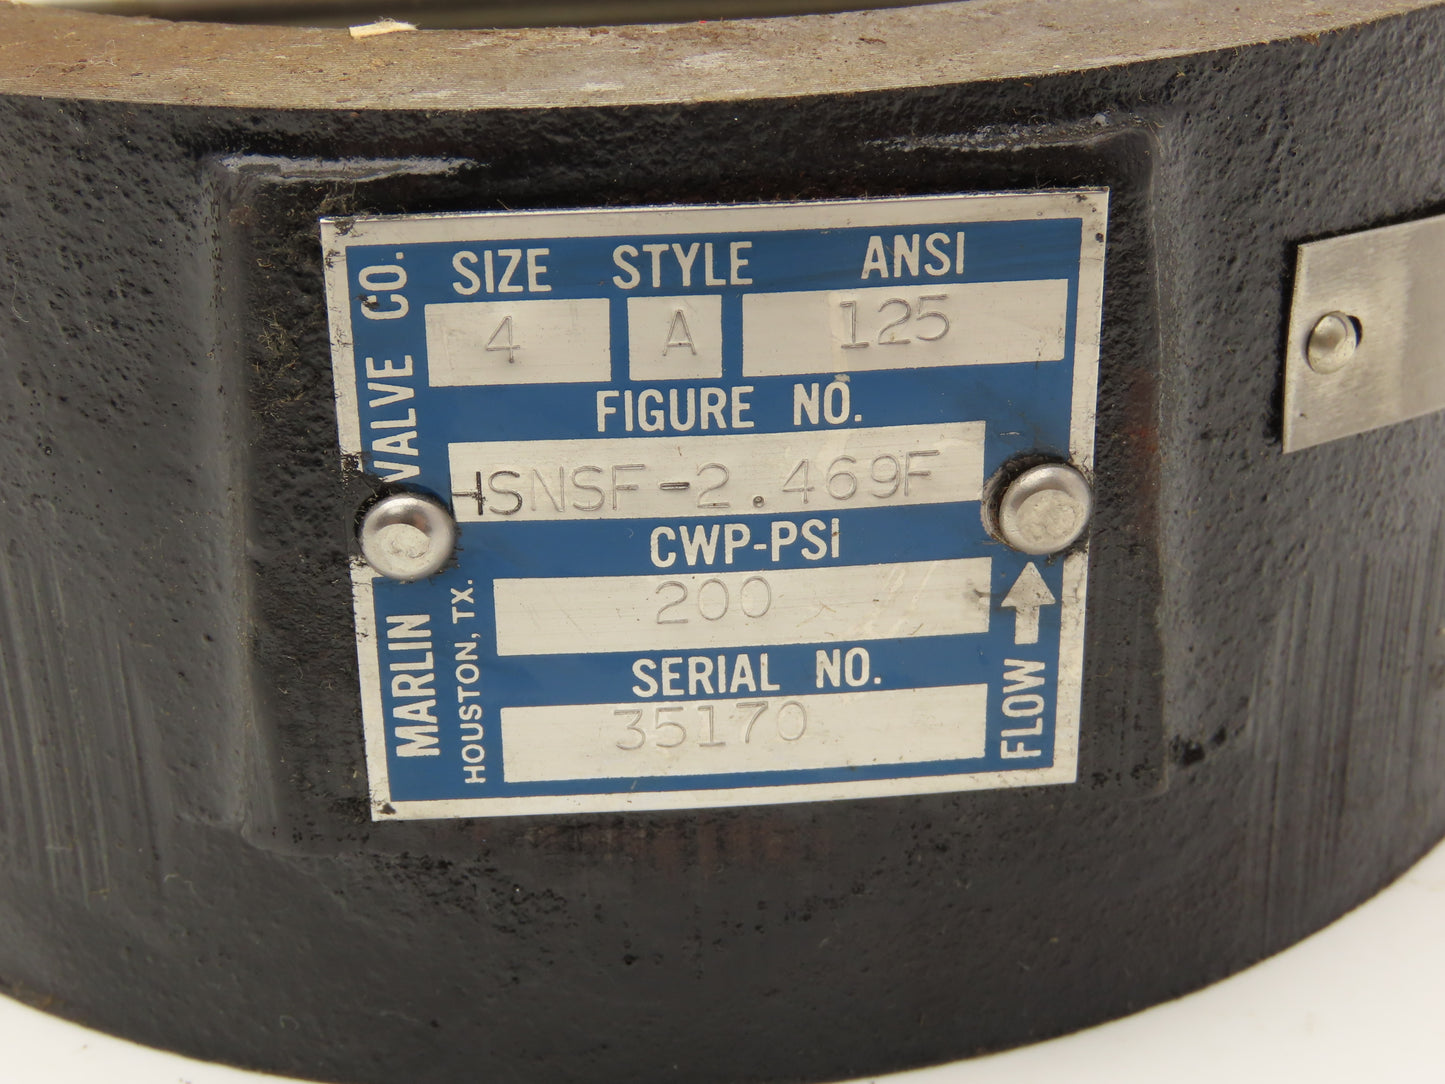 SIZE STYLE ANSI
4 A 125
FIGURE NO.
HSNSF-2.469F
CWP-PSI
200
SERIAL NO.
35170
MARLIN VALVE CO.
HOUSTON, TX.
FLOW